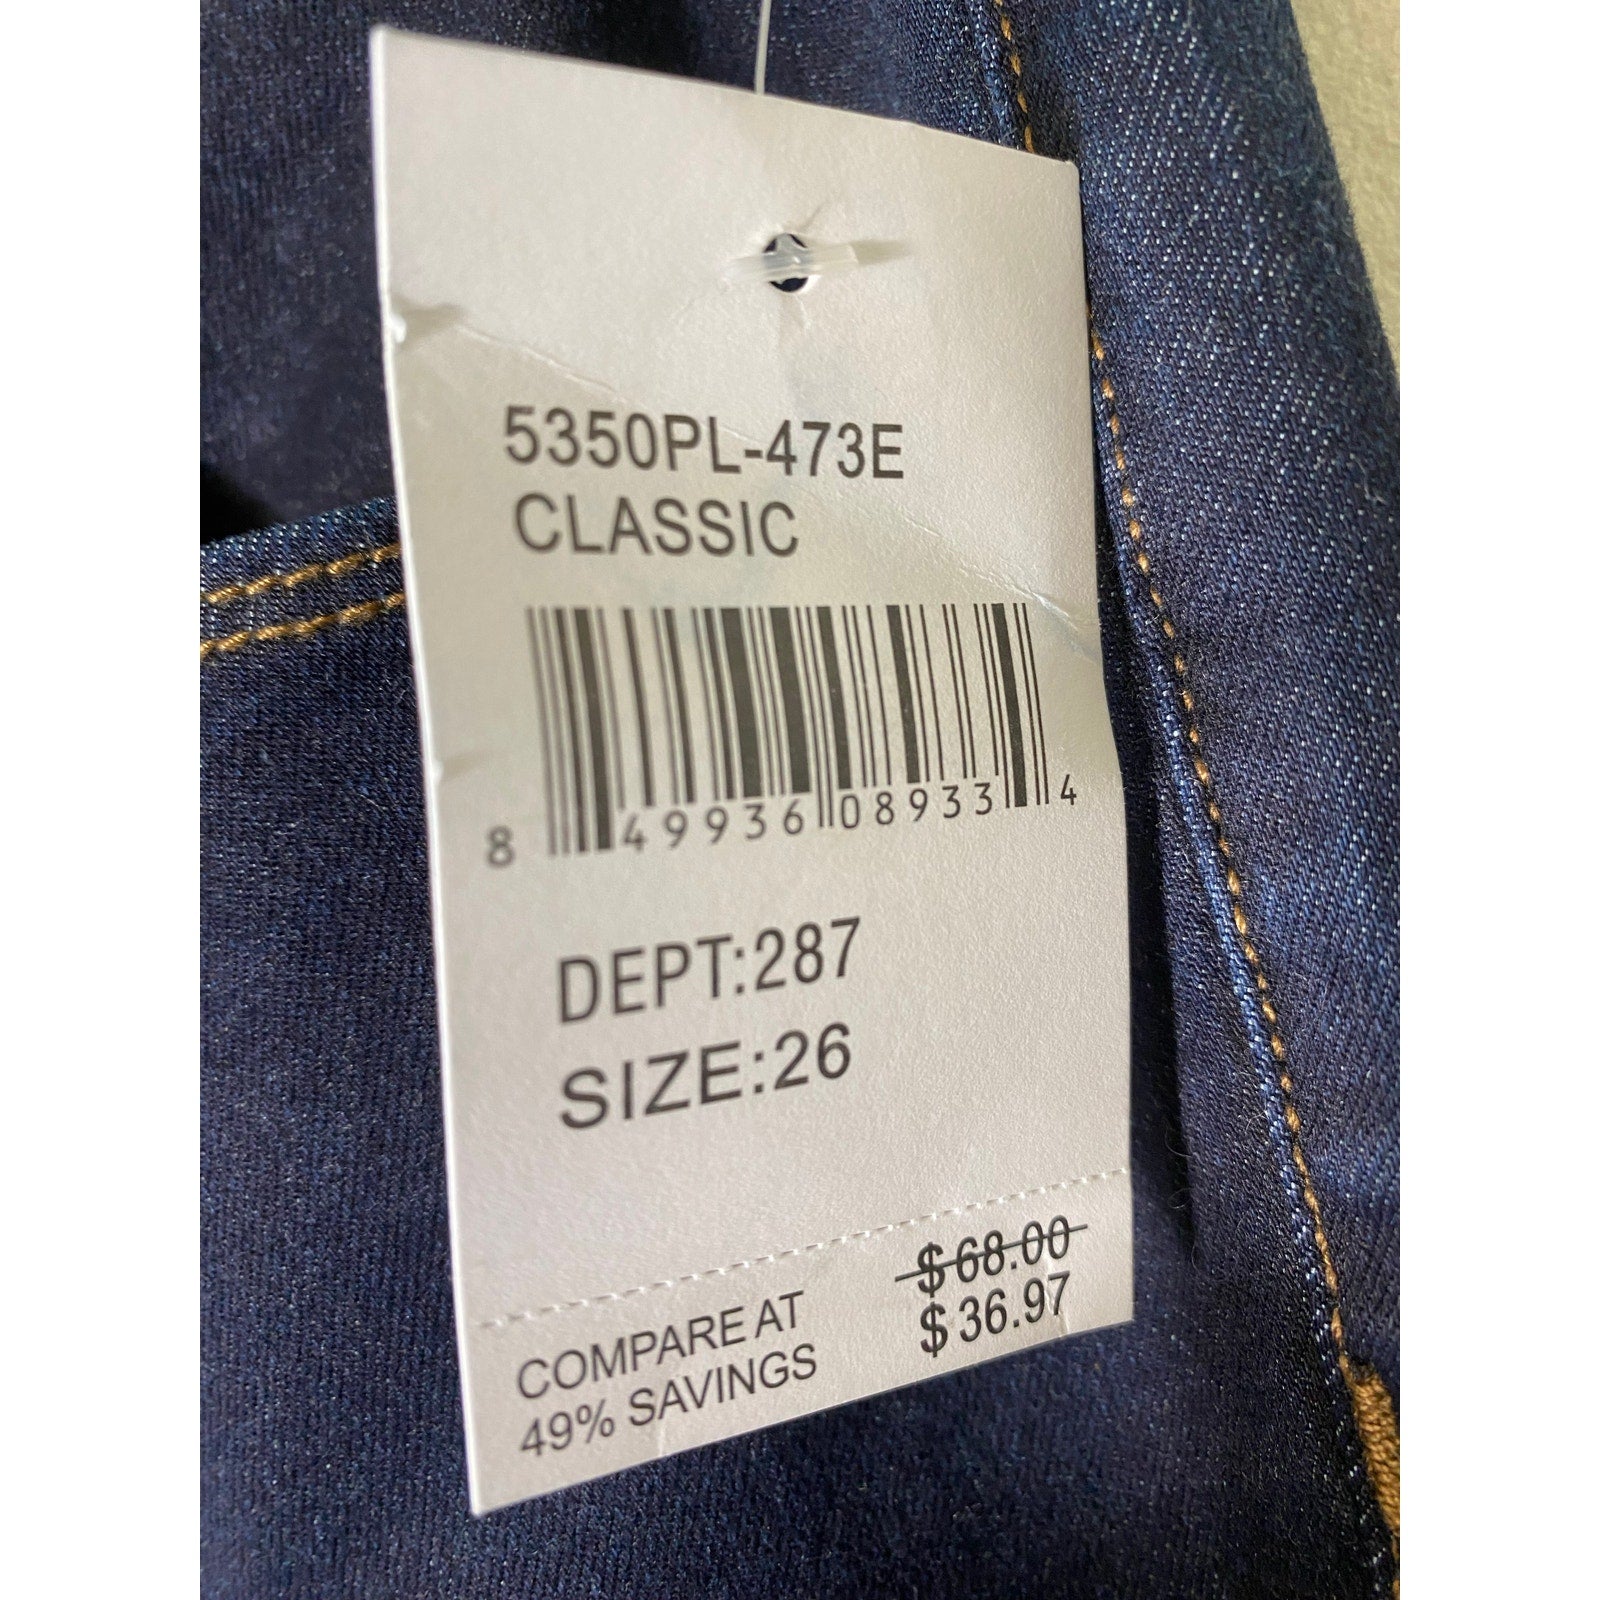 5350PL-473E
CLASSIC
8 49936 08933 4
DEPT:287
SIZE:26
$68.00
COMPARE AT
$36.97
49% SAVINGS